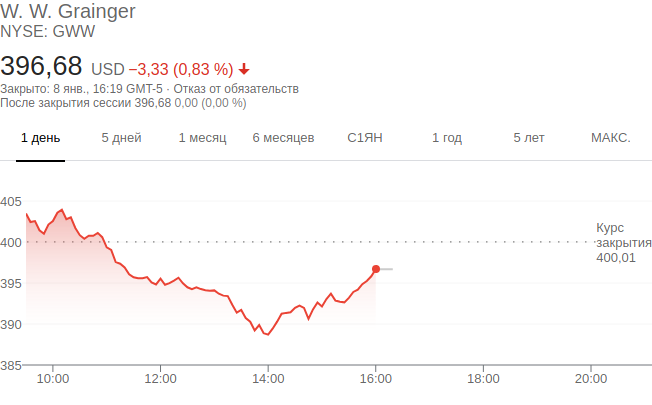 W. W. Grainger
NYSE: GWW
396,68 USD −3,33 (0,83 %)
Закрыто: 8 янв., 16:19 GMT-5 · Отказ от обязательств
После закрытия сессии 396,68 0,00 (0,00 %)
1 день 5 дней 1 месяц 6 месяцев С1ЯН 1 год 5 лет МАКС.
405
Курс
400 закрытия
400,01
395
390
385
10:00 12:00 14:00 16:00 18:00 20:00